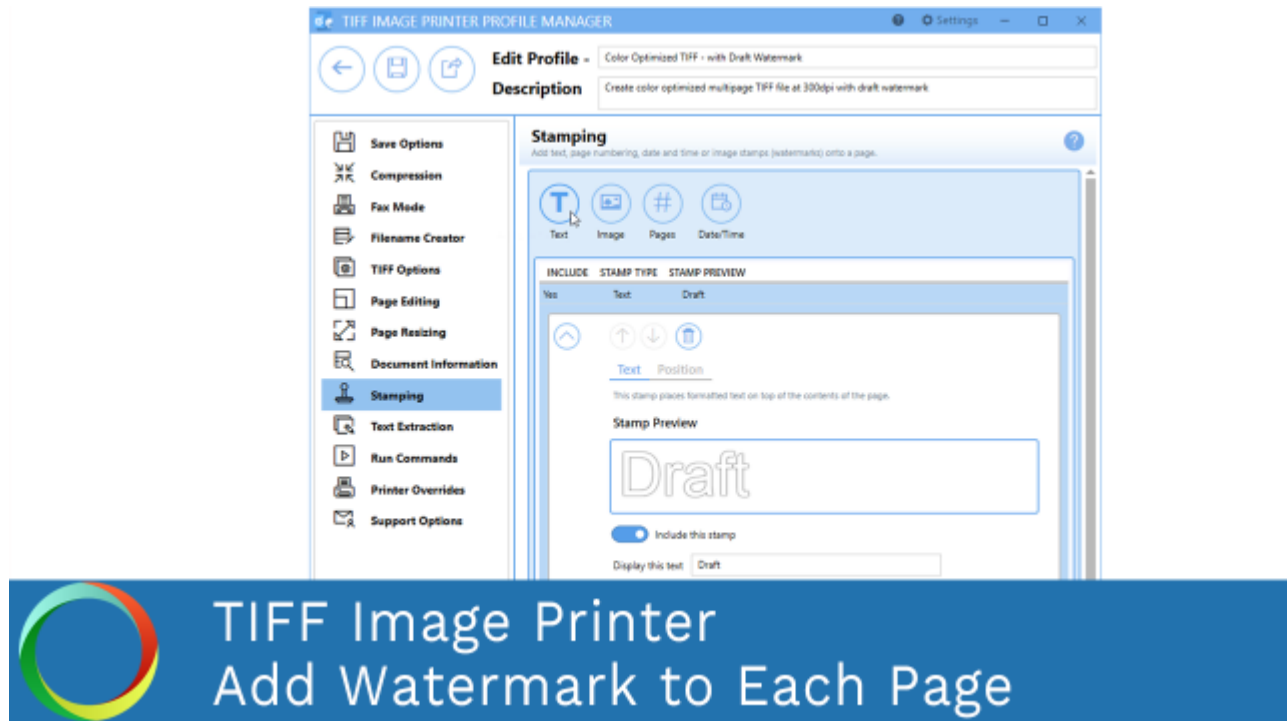 TIFF IMAGE PRINTER PROFILE MANAGER
Settings
Edit Profile - Color Optimized TIFF - with Draft Watermark
Description Create color optimized multipage TIFF file at 300dpi with draft watermark
Save Options
Compression
Fax Mode
Filename Creator
TIFF Options
Page Editing
Page Resizing
Document Information
Stamping
Text Extraction
Run Commands
Printer Overrides
Support Options
Stamping
Add text, page numbering, date and time or image stamps (watermarks) onto a page.
Text Image Pages Date/Time
INCLUDE STAMP TYPE STAMP PREVIEW
Yes Text Draft
Text Position
This stamp places formatted text on top of the contents of the page.
Stamp Preview
Draft
Include this stamp
Display this text Draft
TIFF Image Printer
Add Watermark to Each Page